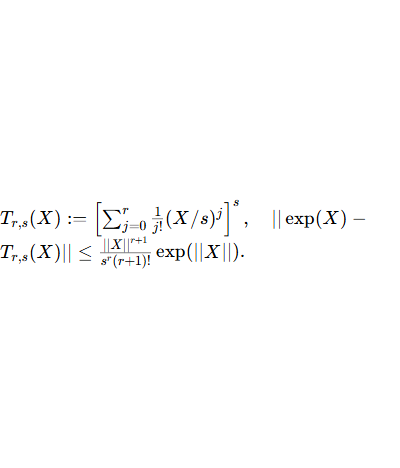 $T_{r,s}(X) := \left[\sum_{j=0}^{r} \frac{1}{j!}(X/s)^j\right]^s, \quad ||\exp(X) -$
$T_{r,s}(X)|| \leq \frac{||X||^{r+1}}{s^r(r+1)!} \exp(||X||).$